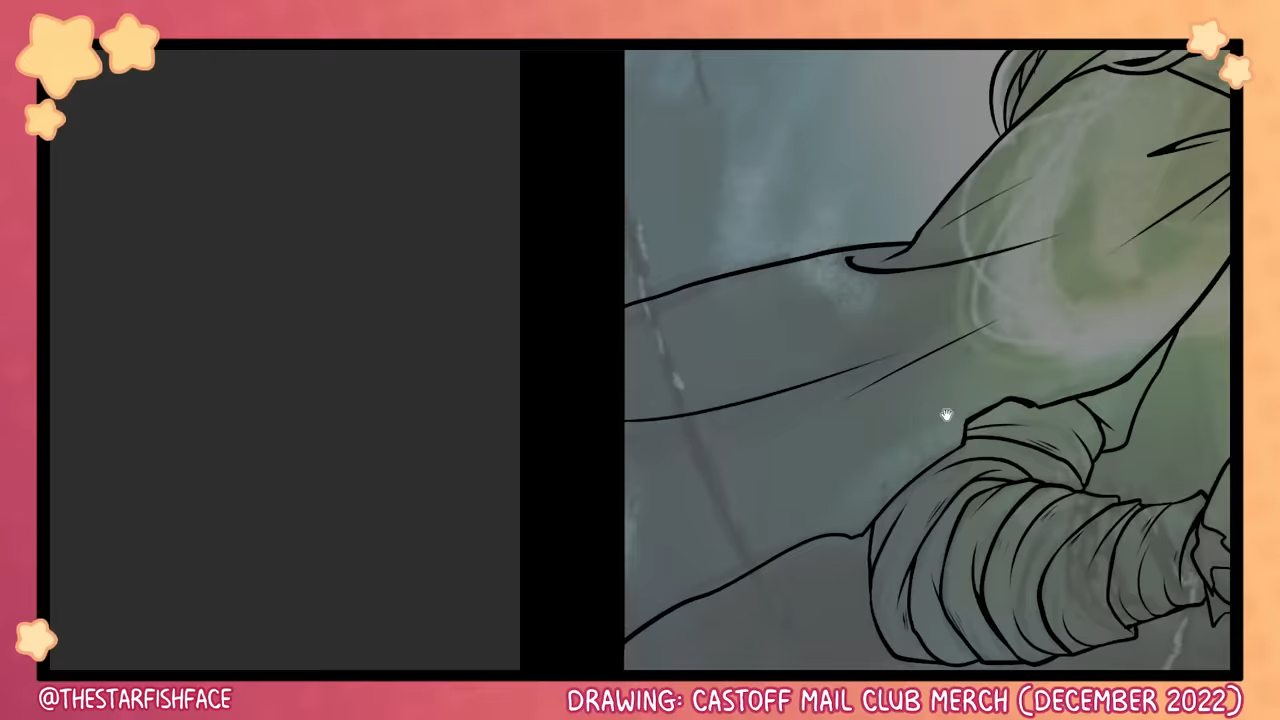 @THESTARFISHFACE
DRAWING: CASTOFF MAIL CLUB MERCH (DECEMBER 2022)